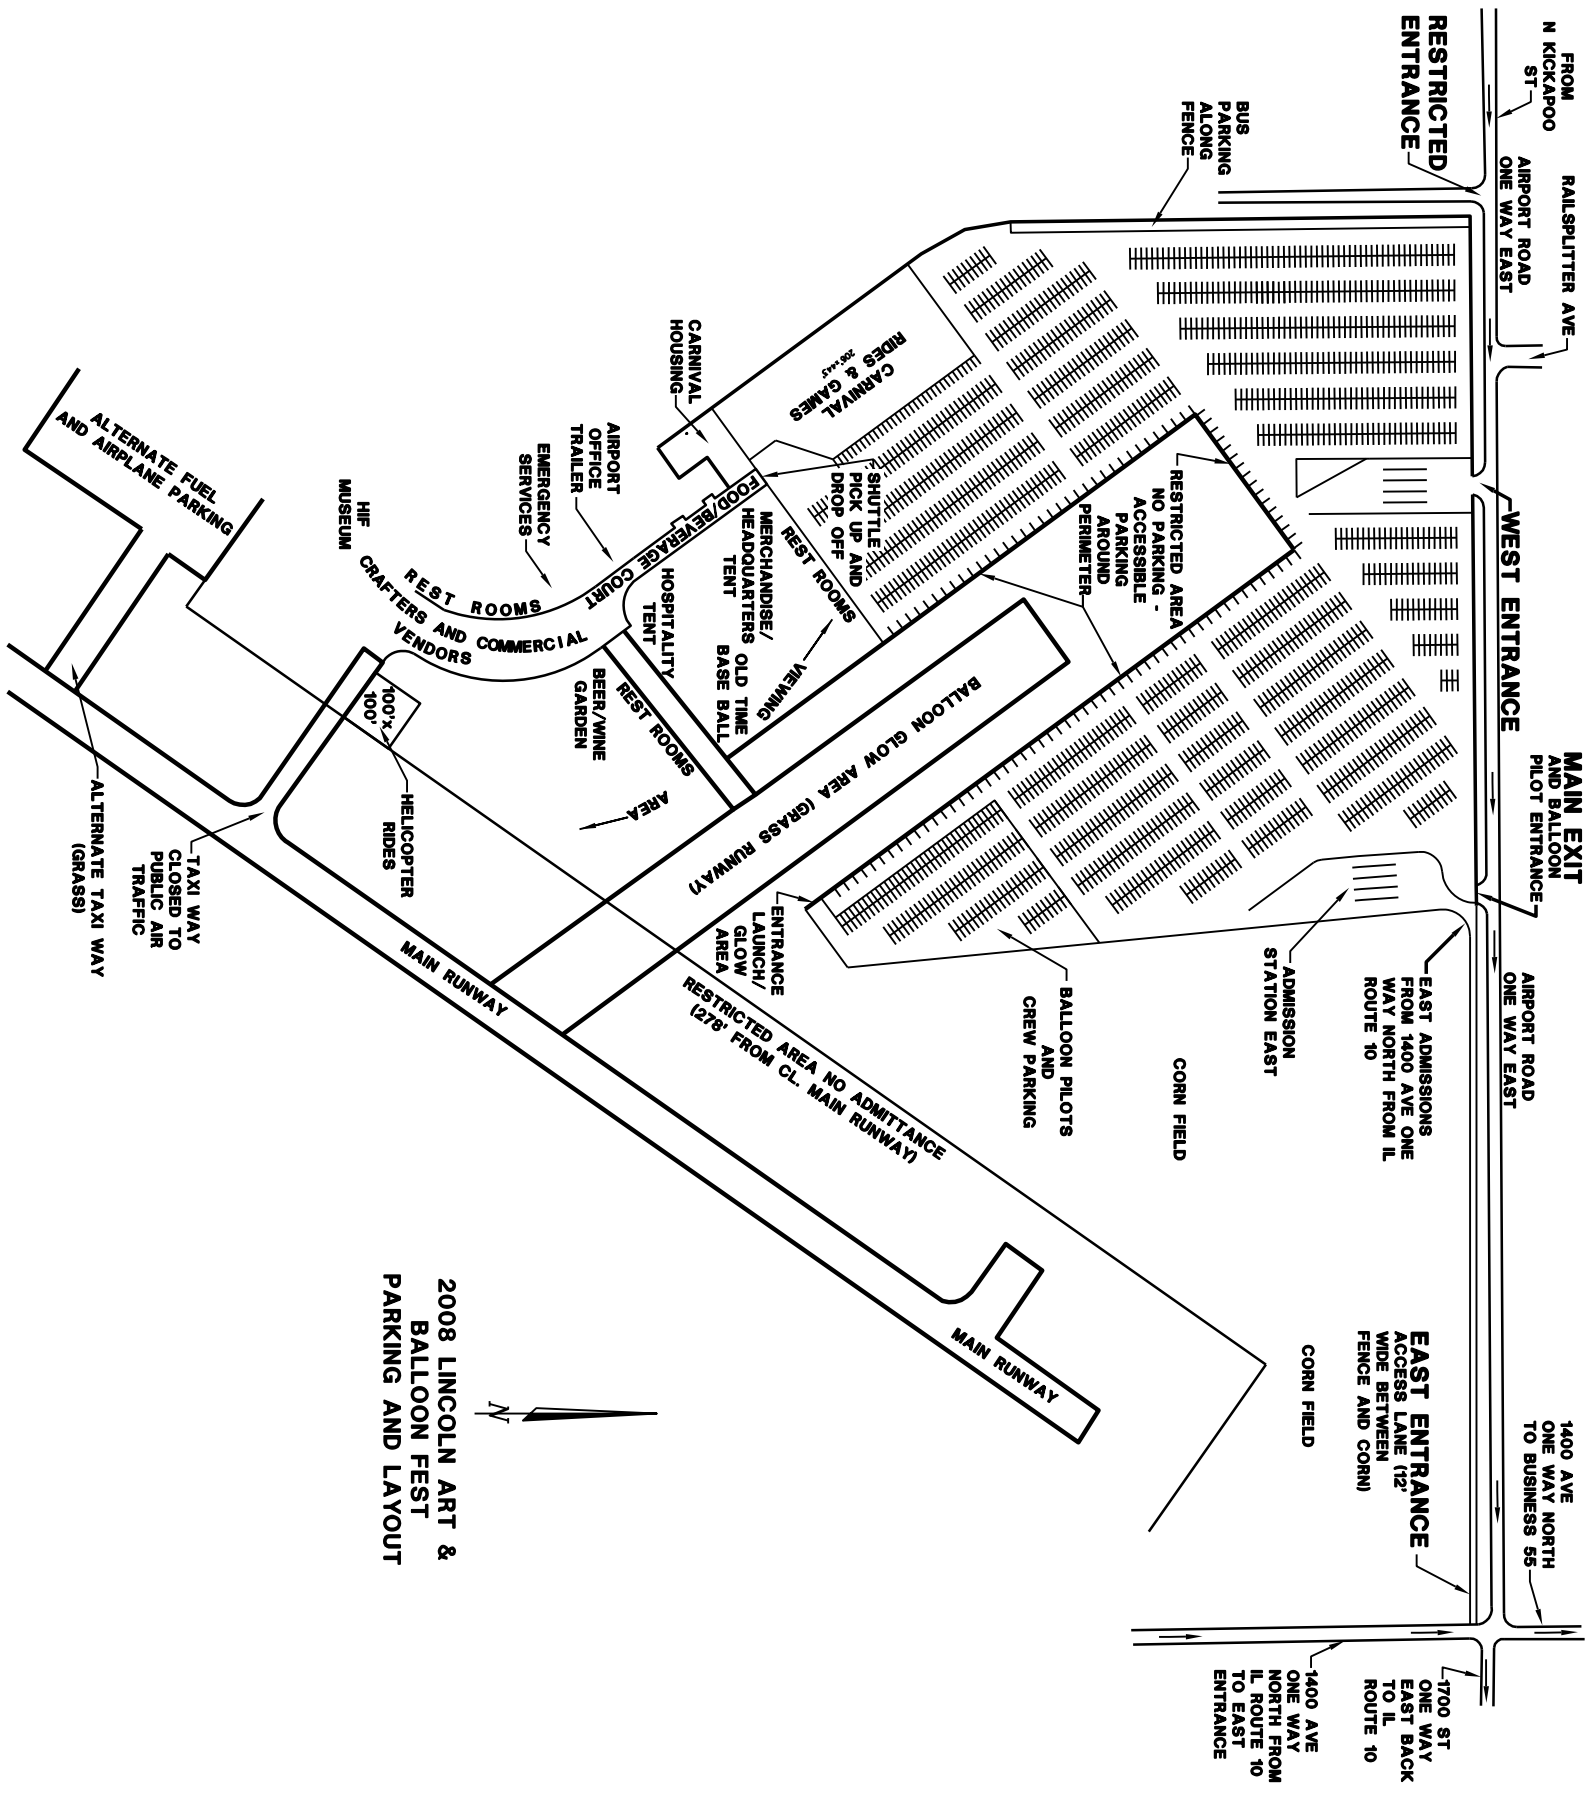 FROM
N KICKAPOO
ST
RESTRICTED
ENTRANCE
AIRPORT ROAD
ONE WAY EAST
RAILSPLITTER AVE
WEST ENTRANCE
MAIN EXIT
AND BALLOON
PILOT ENTRANCE
AIRPORT ROAD
ONE WAY EAST
1400 AVE
ONE WAY NORTH
TO BUSINESS 55
BUS
PARKING
ALONG
FENCE
RESTRICTED AREA
NO PARKING -
ACCESSIBLE
PARKING
AROUND
PERIMETER
EAST ADMISSIONS
FROM 1400 AVE ONE
WAY NORTH FROM IL
ROUTE 10
ADMISSION
STATION EAST
CORN FIELD
EAST ENTRANCE
ACCESS LANE (12'
WIDE BETWEEN
FENCE AND CORN)
CORN FIELD
1700 ST
ONE WAY
EAST BACK
TO IL
ROUTE 10
1400 AVE
ONE WAY
NORTH FROM
IL ROUTE 10
TO EAST
ENTRANCE
BALLOON PILOTS
AND
CREW PARKING
CARNIVAL
RIDES & GAMES
206'x443'
SHUTTLE
PICK UP AND
DROP OFF
REST ROOMS
VIEWING
AREA
BALLOON GLOW AREA (GRASS RUNWAY)
ENTRANCE
LAUNCH/
GLOW
AREA
CARNIVAL
HOUSING
FOOD/BEVERAGE COURT
MERCHANDISE/
HEADQUARTERS
TENT
OLD TIME
BASE BALL
HOSPITALITY
TENT
AIRPORT
OFFICE
TRAILER
EMERGENCY
SERVICES
REST ROOMS
BEER/WINE
GARDEN
REST ROOMS
CRAFTERS AND COMMERCIAL
VENDORS
HIF
MUSEUM
100'x
100'
HELICOPTER
RIDES
RESTRICTED AREA NO ADMITTANCE
(278' FROM CL. MAIN RUNWAY)
MAIN RUNWAY
MAIN RUNWAY
ALTERNATE FUEL
AND AIRPLANE PARKING
TAXI WAY
CLOSED TO
PUBLIC AIR
TRAFFIC
ALTERNATE TAXI WAY
(GRASS)
N
2008 LINCOLN ART &
BALLOON FEST
PARKING AND LAYOUT